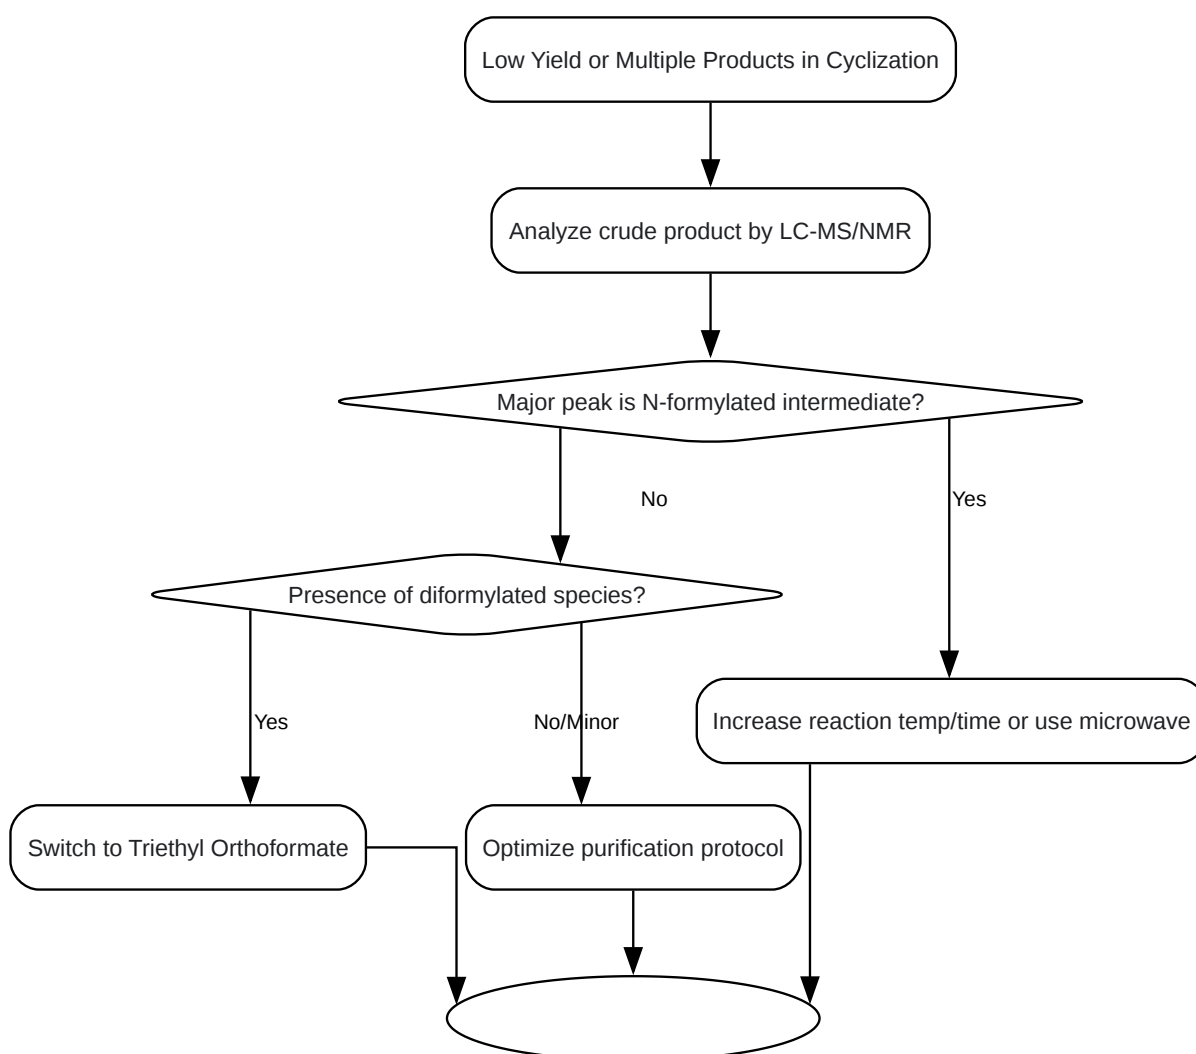 Low Yield or Multiple Products in Cyclization
Analyze crude product by LC-MS/NMR
Major peak is N-formylated intermediate?
No
Yes
Presence of diformylated species?
Yes
No/Minor
Increase reaction temp/time or use microwave
Switch to Triethyl Orthoformate
Optimize purification protocol